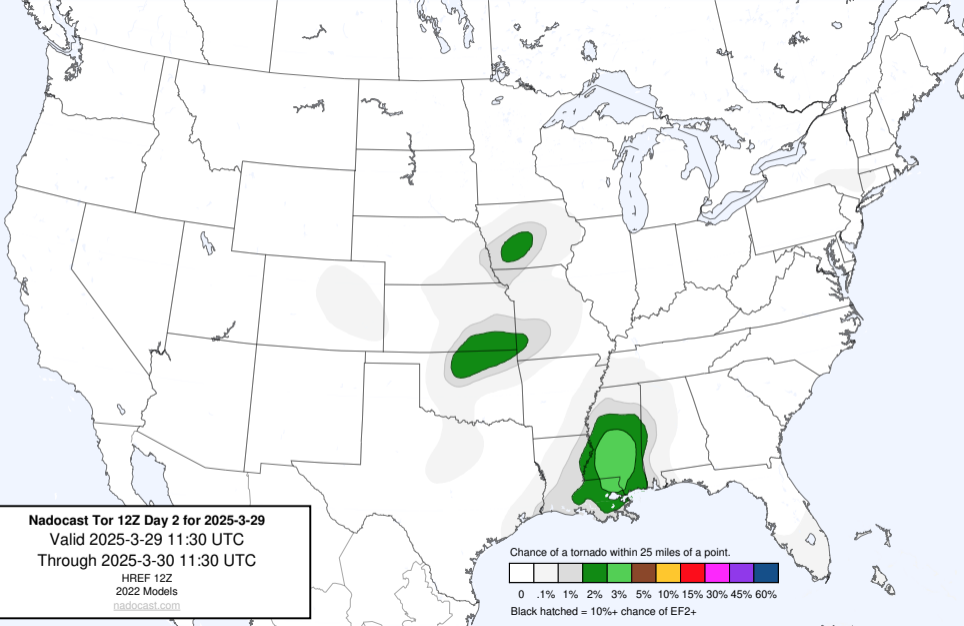 Nadocast Tor 12Z Day 2 for 2025-3-29
Valid 2025-3-29 11:30 UTC
Through 2025-3-30 11:30 UTC
HREF 12Z
2022 Models
nadocast.com
Chance of a tornado within 25 miles of a point.
0 .1% 1% 2% 3% 5% 10% 15% 30% 45% 60%
Black hatched = 10%+ chance of EF2+